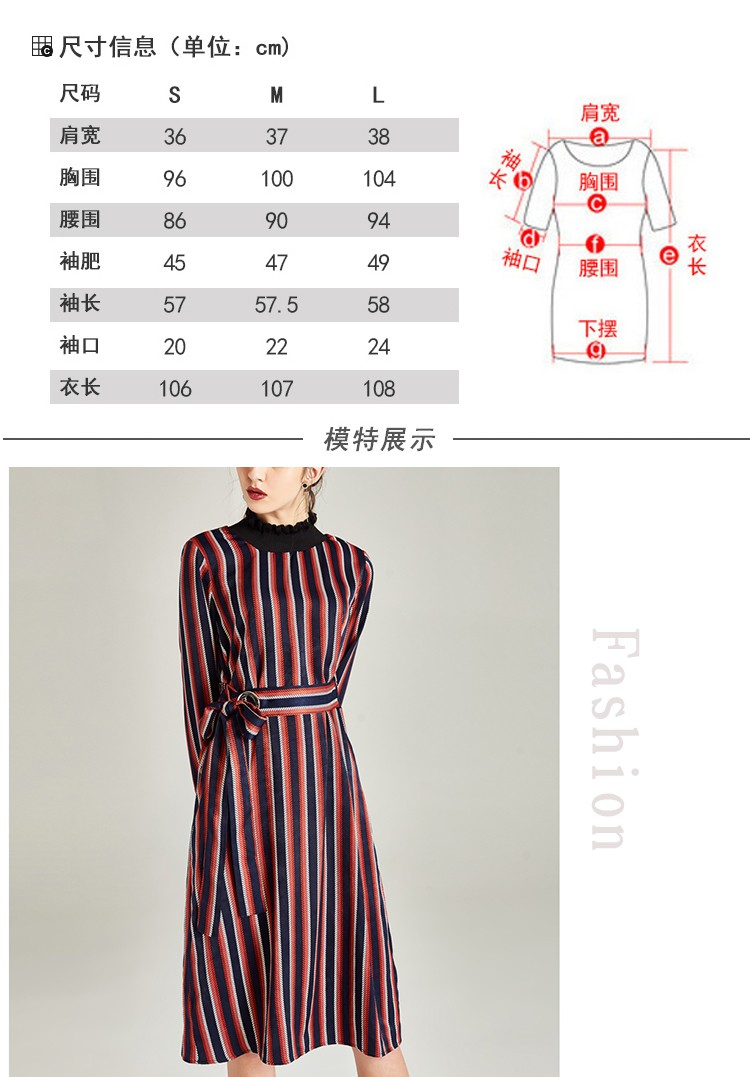 尺寸信息（单位：cm)
尺码 S M L
肩宽 36 37 38
胸围 96 100 104
腰围 86 90 94
袖肥 45 47 49
袖长 57 57.5 58
袖口 20 22 24
衣长 106 107 108
肩宽
a
袖长
b
胸围
c
d
袖口
f
腰围
e
衣长
下摆
g
模特展示
Fashion